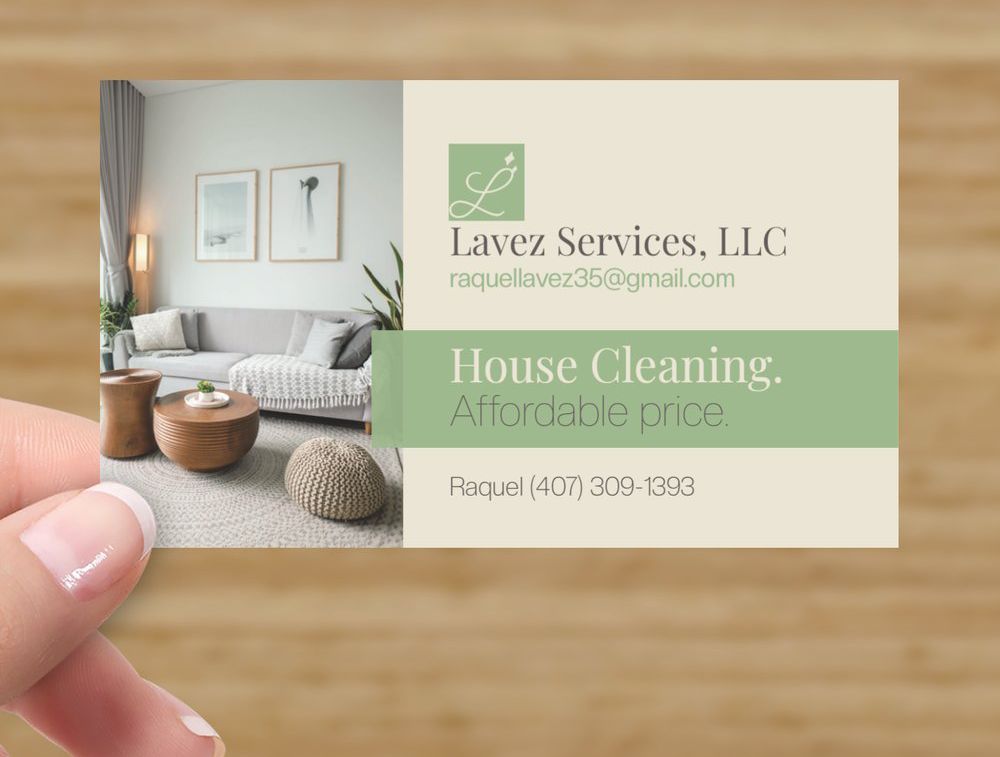 L
Lavez Services, LLC
raquellavez35@gmail.com
House Cleaning.
Affordable price.
Raquel (407) 309-1393